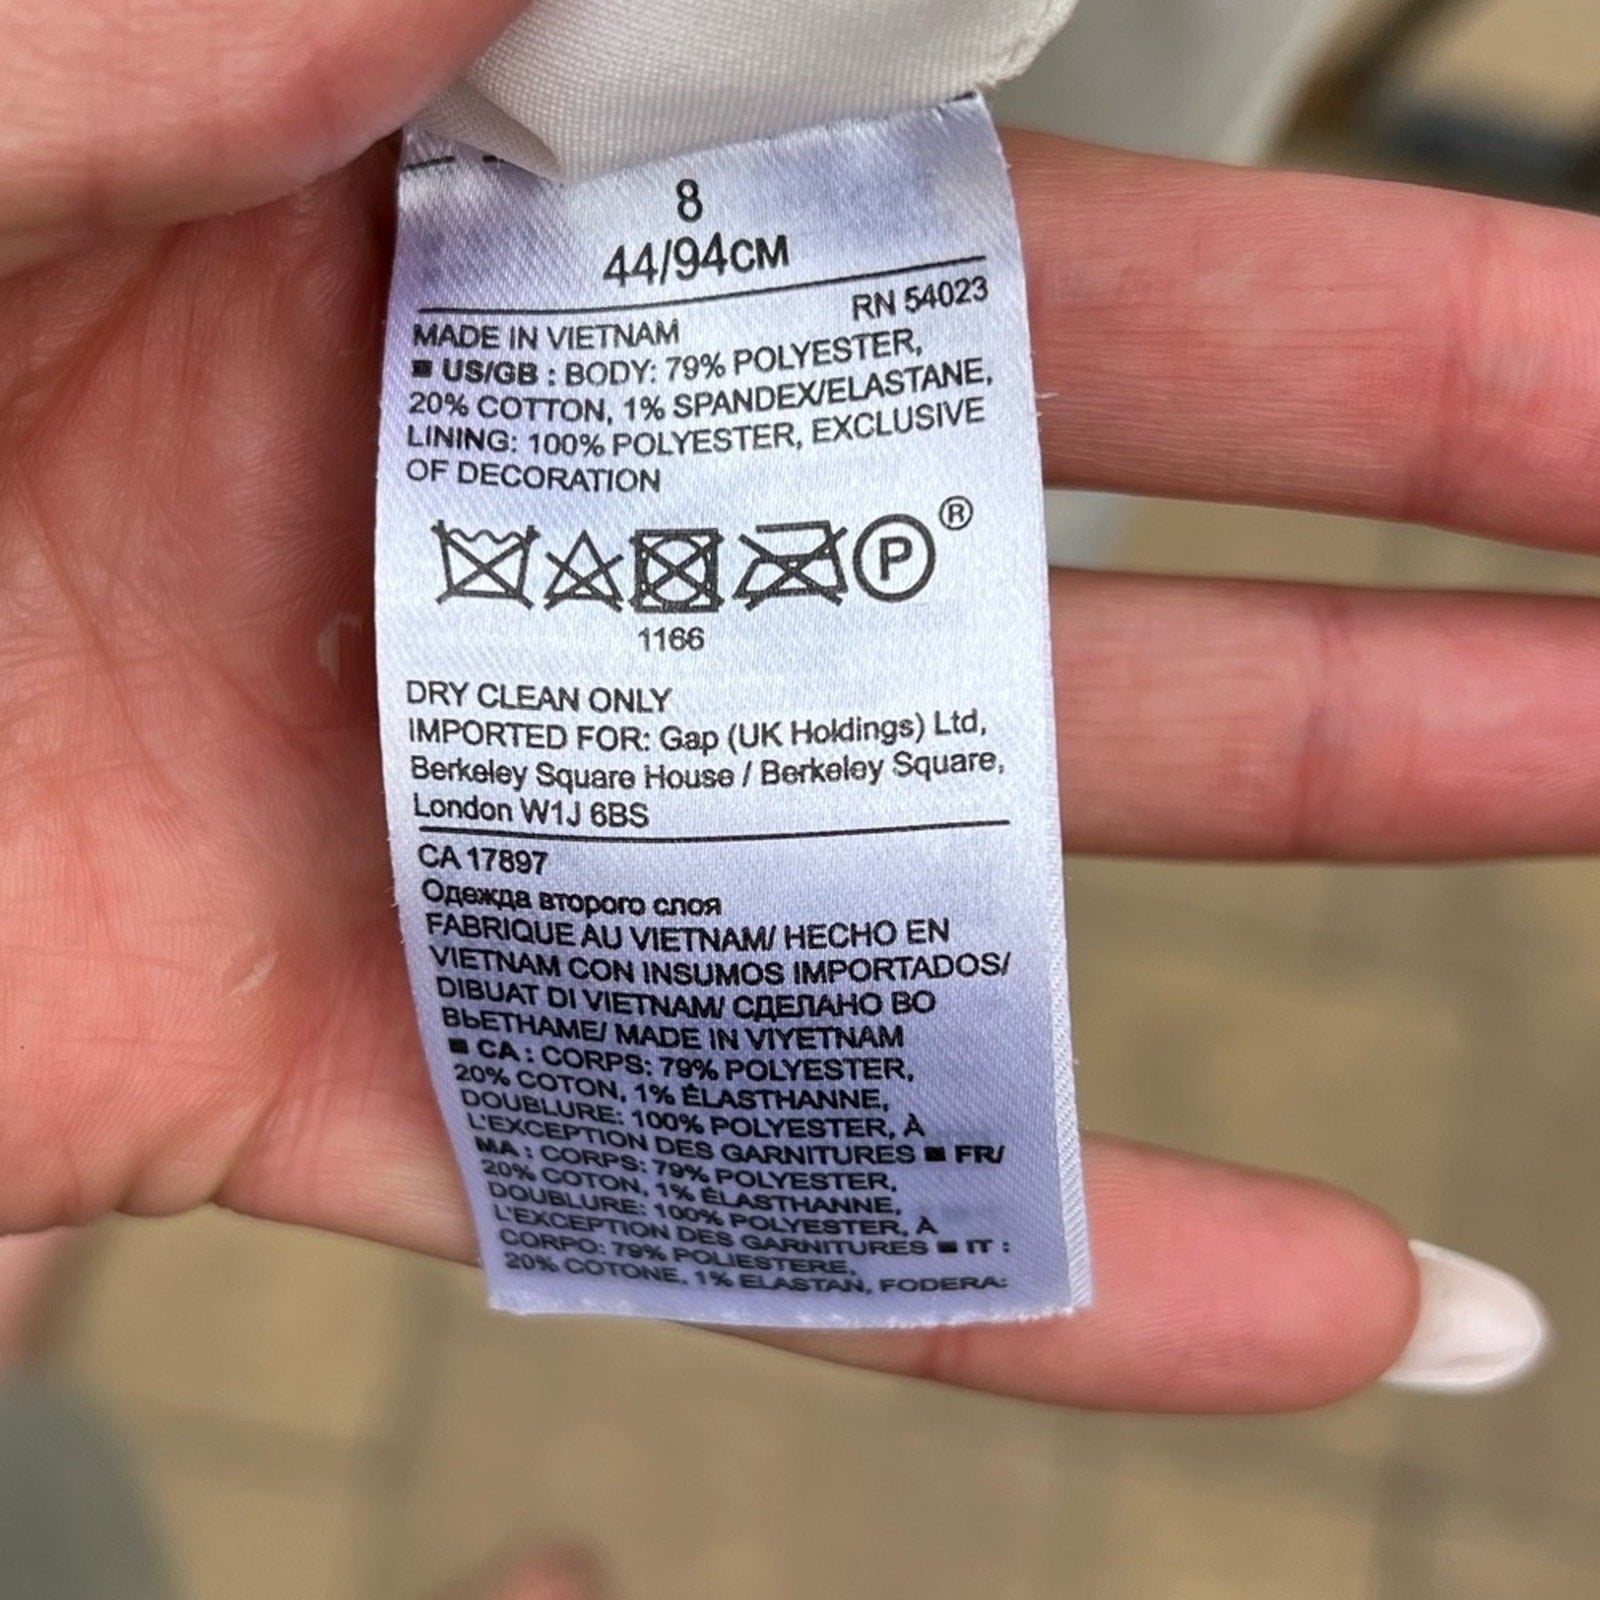 8
44/94CM
RN 54023
MADE IN VIETNAM
■ US/GB : BODY: 79% POLYESTER,
20% COTTON, 1% SPANDEX/ELASTANE,
LINING: 100% POLYESTER, EXCLUSIVE
OF DECORATION
P ®
1166
DRY CLEAN ONLY
IMPORTED FOR: Gap (UK Holdings) Ltd,
Berkeley Square House / Berkeley Square,
London W1J 6BS
CA 17897
Одежда второго слоя
FABRIQUE AU VIETNAM/ HECHO EN
VIETNAM CON INSUMOS IMPORTADOS/
DIBUAT DI VIETNAM/ СДЕЛАНО ВО
ВЬЕТНАМЕ/ MADE IN VIYETNAM
■ CA : CORPS: 79% POLYESTER,
20% COTON, 1% ÉLASTHANNE,
DOUBLURE: 100% POLYESTER, À
L'EXCEPTION DES GARNITURES ■ FR/
MA : CORPS: 79% POLYESTER,
20% COTON, 1% ÉLASTHANNE,
DOUBLURE: 100% POLYESTER, À
L'EXCEPTION DES GARNITURES ■ IT :
CORPO: 79% POLIESTERE,
20% COTONE, 1% ELASTAN, FODERA: